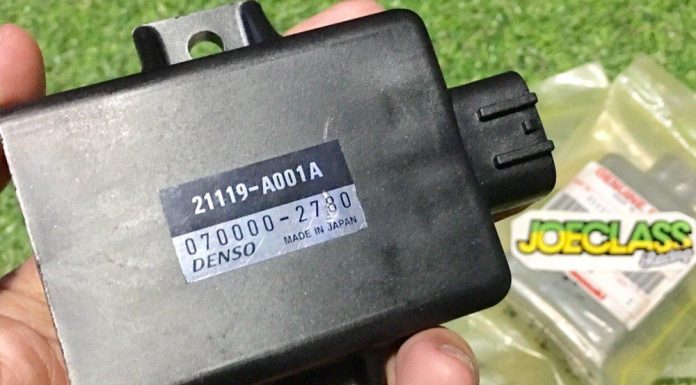 21119-A001A
070000-2780
DENSO MADE IN JAPAN
JOECLASS